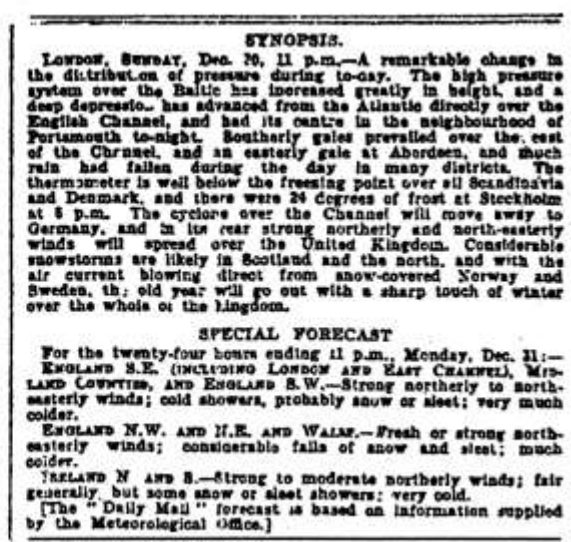 SYNOPSIS.
LONDON, SUNDAY, Dec. 30, 11 p.m.—A remarkable change in
the distribution of pressure during to-day. The high pressure
system over the Baltic has increased greatly in height, and a
deep depressio.. has advanced from the Atlantic directly over the
English Channel, and had its centre in the neighbourhood of
Portsmouth to-night. Southerly gales prevailed over the east
of the Channel, and an easterly gale at Aberdeen, and much
rain had fallen during the day in many districts. The
thermometer is well below the freezing point over all Scandinavia
and Denmark, and there were 24 degrees of frost at Stockholm
at 6 p.m. The cyclone over the Channel will move away to
Germany, and in its rear strong northerly and north-easterly
winds will spread over the United Kingdom. Considerable
snowstorms are likely in Scotland and the north, and with the
air current blowing direct from snow-covered Norway and
Sweden, th: old year will go out with a sharp touch of winter
over the whole of the kingdom.
SPECIAL FORECAST
For the twenty-four hours ending 11 p.m., Monday, Dec. 31:—
ENGLAND S.E. (INCLUDING LONDON AND EAST CHANNEL), MID-
LAND COUNTIES, AND ENGLAND S.W.—Strong northerly to north-
easterly winds; cold showers, probably snow or sleet; very much
colder.
ENGLAND N.W. AND N.E. AND WALES.—Fresh or strong north-
easterly winds; considerable falls of snow and sleet; much
colder.
IRELAND N AND S.—Strong to moderate northerly winds; fair
generally, but some snow or sleet showers; very cold.
[The "Daily Mail" forecast is based on information supplied
by the Meteorological Office.]